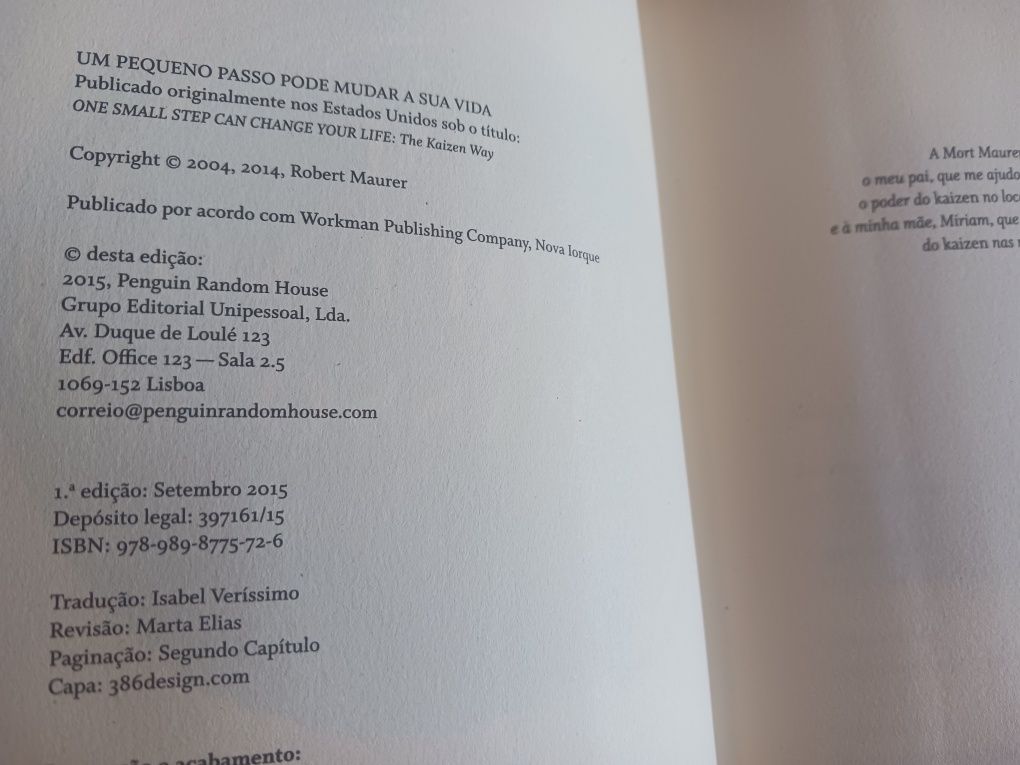 UM PEQUENO PASSO PODE MUDAR A SUA VIDA
Publicado originalmente nos Estados Unidos sob o título:
ONE SMALL STEP CAN CHANGE YOUR LIFE: The Kaizen Way
Copyright © 2004, 2014, Robert Maurer
Publicado por acordo com Workman Publishing Company, Nova Iorque
© desta edição:
2015, Penguin Random House
Grupo Editorial Unipessoal, Lda.
Av. Duque de Loulé 123
Edf. Office 123 — Sala 2.5
1069-152 Lisboa
correio@penguinrandomhouse.com
1.ª edição: Setembro 2015
Depósito legal: 397161/15
ISBN: 978-989-8775-72-6
Tradução: Isabel Veríssimo
Revisão: Marta Elias
Paginação: Segundo Capítulo
Capa: 386design.com
acabamento:
A Mort Maurer
o meu pai, que me ajudo
o poder do kaizen no loc
e à minha mãe, Miriam, que
do kaizen nas